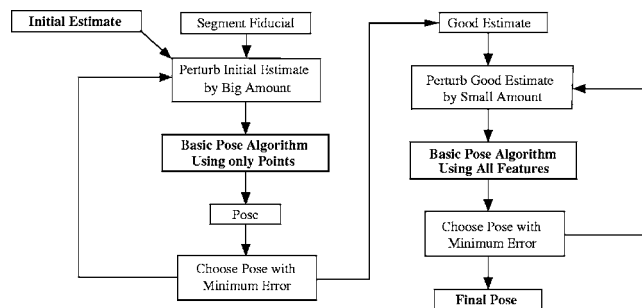 Initial Estimate
Segment Fiducial
Perturb Initial Estimate
by Big Amount
Basic Pose Algorithm
Using only Points
Pose
Choose Pose with
Minimum Error
Good Estimate
Perturb Good Estimate
by Small Amount
Basic Pose Algorithm
Using All Features
Choose Pose with
Minimum Error
Final Pose